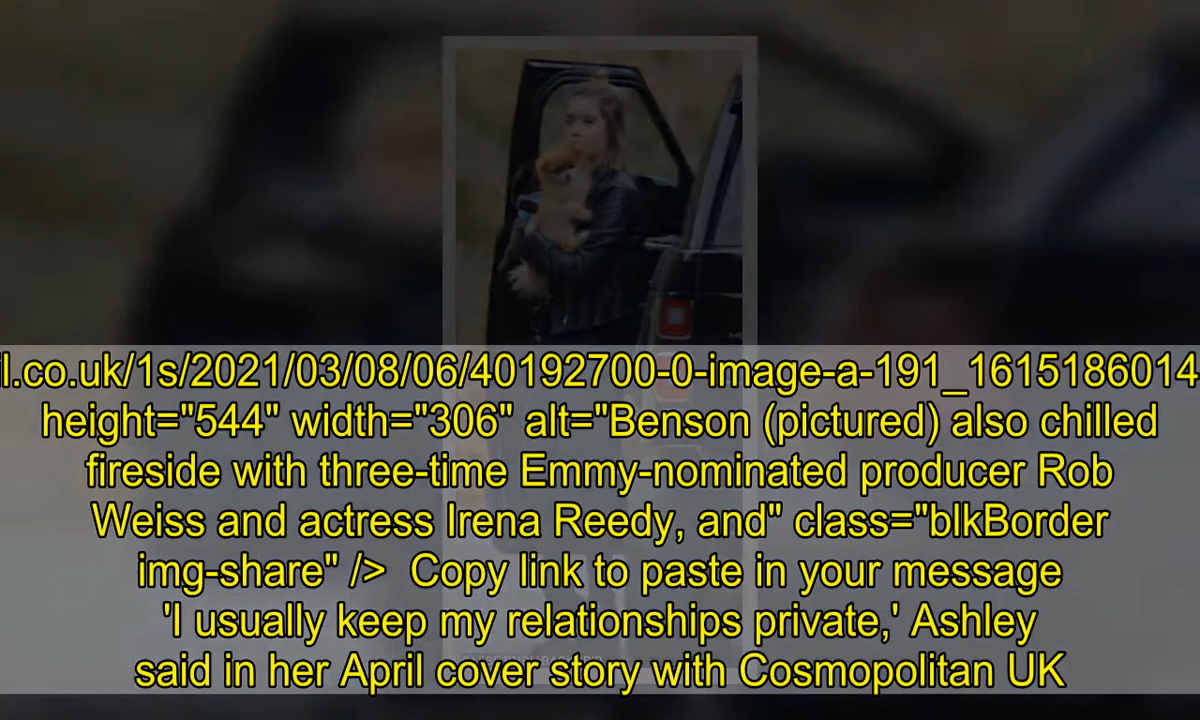 il.co.uk/1s/2021/03/08/06/40192700-0-image-a-191_1615186014
height="544" width="306" alt="Benson (pictured) also chilled
fireside with three-time Emmy-nominated producer Rob
Weiss and actress Irena Reedy, and" class="blkBorder
img-share" />  Copy link to paste in your message
'I usually keep my relationships private,' Ashley
said in her April cover story with Cosmopolitan UK